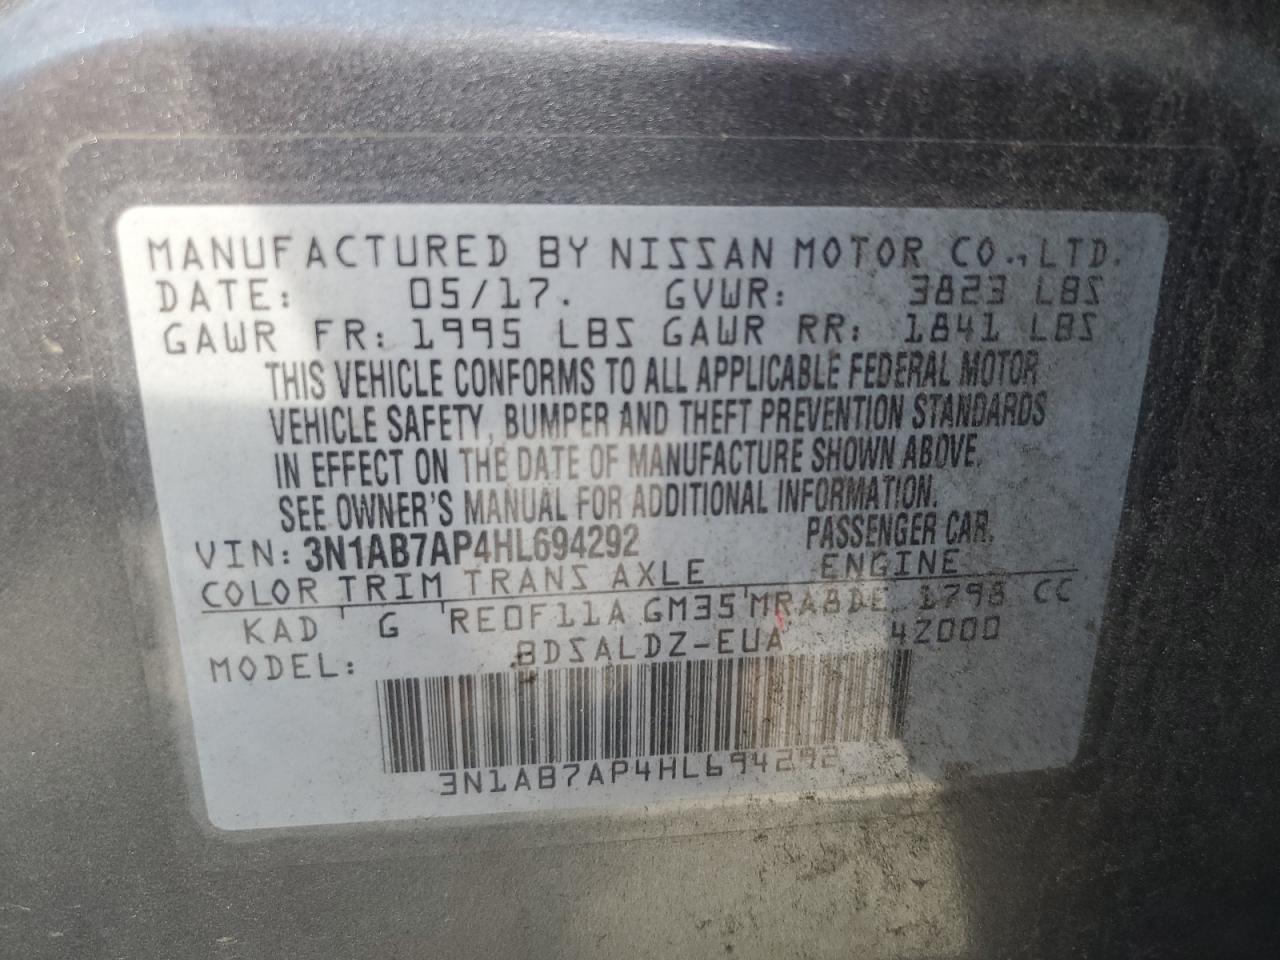 MANUFACTURED BY NISSAN MOTOR CO., LTD.
DATE: 05/17. GVWR: 3823 LBS
GAWR FR: 1995 LBS GAWR RR: 1841 LBS
THIS VEHICLE CONFORMS TO ALL APPLICABLE FEDERAL MOTOR
VEHICLE SAFETY, BUMPER AND THEFT PREVENTION STANDARDS
IN EFFECT ON THE DATE OF MANUFACTURE SHOWN ABOVE.
SEE OWNER'S MANUAL FOR ADDITIONAL INFORMATION.
VIN: 3N1AB7AP4HL694292 PASSENGER CAR.
COLOR TRIM TRANS AXLE ENGINE
KAD G RE0F11A GM35 MRA8DE 1798 CC
MODEL: BDSALDZ-EUA 42000
3N1AB7AP4HL694292